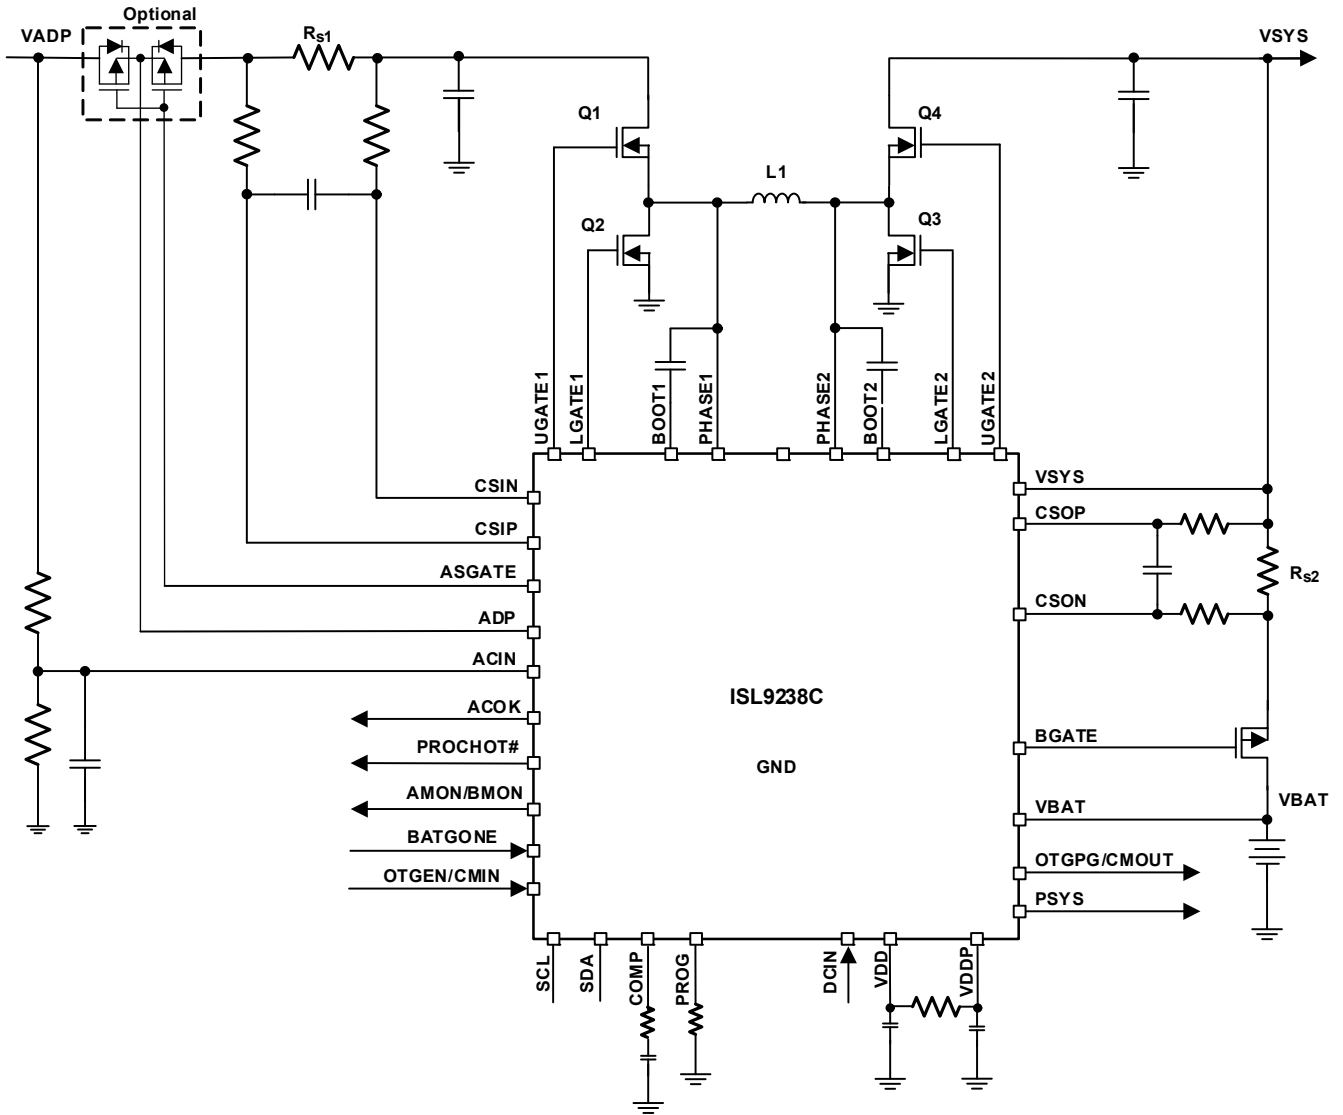 Optional
VADP
Rs1
VSYS
Q1
Q4
L1
Q2
Q3
UGATE1
LGATE1
BOOT1
PHASE1
PHASE2
BOOT2
LGATE2
UGATE2
CSIN
VSYS
CSIP
CSOP
ASGATE
Rs2
ADP
CSON
ACIN
ISL9238C
ACOK
PROCHOT#
BGATE
GND
AMON/BMON
VBAT
VBAT
BATGONE
OTGPG/CMOUT
OTGEN/CMIN
PSYS
SCL
SDA
COMP
PROG
DCIN
VDD
VDDP